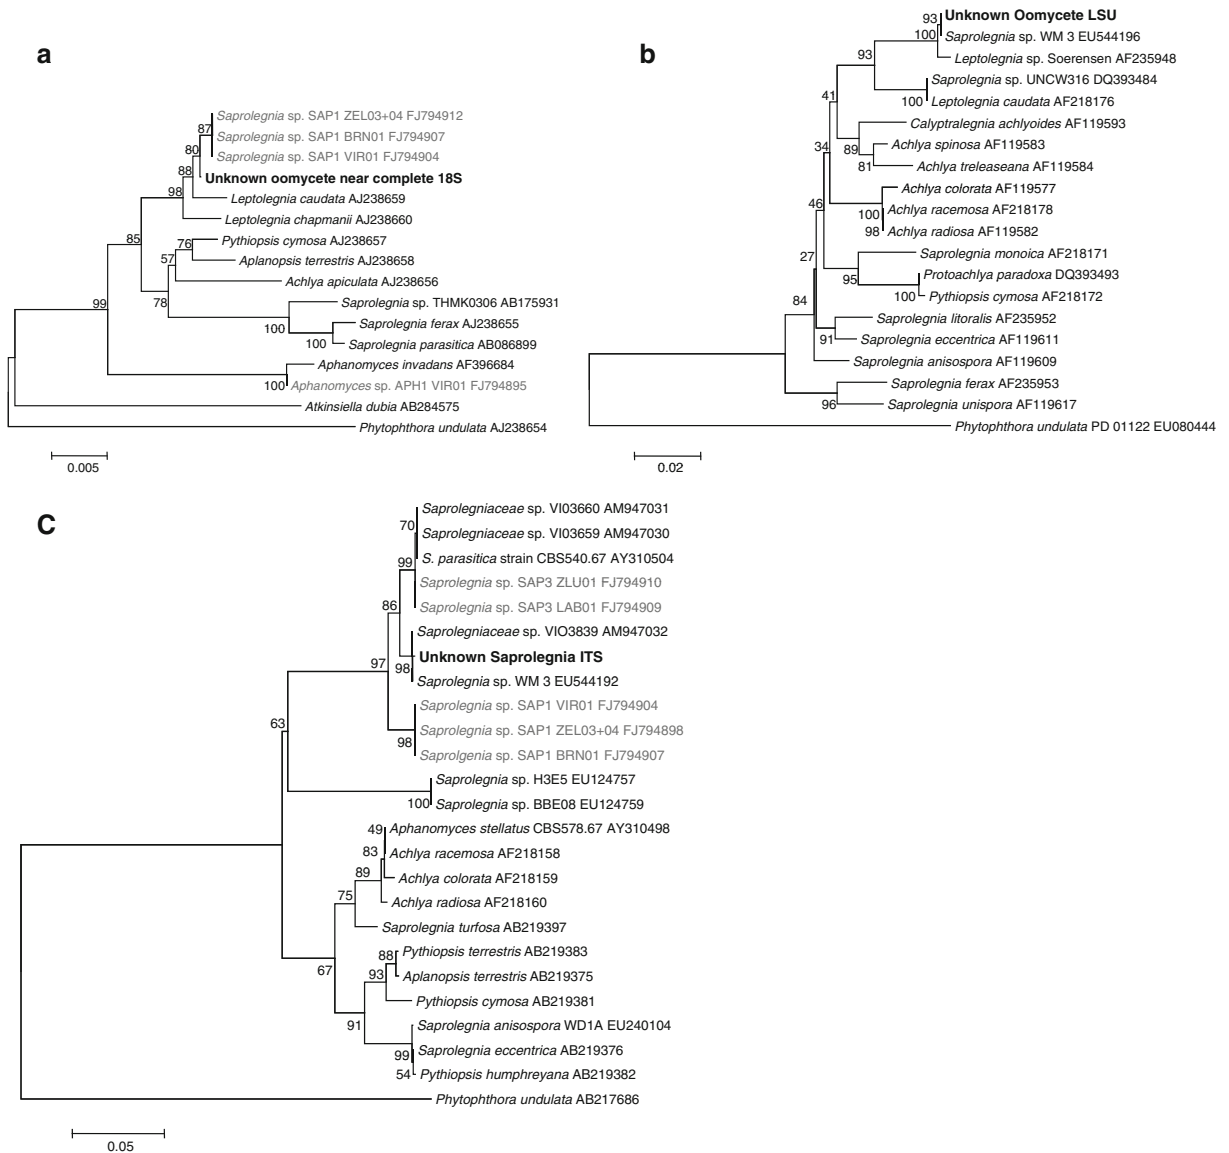 a
87
Saprolegnia sp. SAP1 ZEL03+04 FJ794912
Saprolegnia sp. SAP1 BRN01 FJ794907
80
Saprolegnia sp. SAP1 VIR01 FJ794904
88
Unknown oomycete near complete 18S
98
Leptolegnia caudata AJ238659
Leptolegnia chapmanii AJ238660
85
76
Pythiopsis cymosa AJ238657
57
Aplanopsis terrestris AJ238658
Achlya apiculata AJ238656
78
99
Saprolegnia sp. THMK0306 AB175931
100
Saprolegnia ferax AJ238655
100
Saprolegnia parasitica AB086899
Aphanomyces invadans AF396684
100
Aphanomyces sp. APH1 VIR01 FJ794895
Atkinsiella dubia AB284575
Phytophthora undulata AJ238654
0.005
b
93
Unknown Oomycete LSU
100
Saprolegnia sp. WM 3 EU544196
93
Leptolegnia sp. Soerensen AF235948
Saprolegnia sp. UNCW316 DQ393484
41
100
Leptolegnia caudata AF218176
Calyptralegnia achlyoides AF119593
34
89
Achlya spinosa AF119583
81
Achlya treleaseana AF119584
Achlya colorata AF119577
46
100
Achlya racemosa AF218178
98
Achlya radiosa AF119582
27
Saprolegnia monoica AF218171
95
Protoachlya paradoxa DQ393493
84
100
Pythiopsis cymosa AF218172
Saprolegnia litoralis AF235952
91
Saprolegnia eccentrica AF119611
Saprolegnia anisospora AF119609
Saprolegnia ferax AF235953
96
Saprolegnia unispora AF119617
Phytophthora undulata PD 01122 EU080444
0.02
C
Saprolegniaceae sp. VI03660 AM947031
70
Saprolegniaceae sp. VI03659 AM947030
99
S. parasitica strain CBS540.67 AY310504
Saprolegnia sp. SAP3 ZLU01 FJ794910
86
Saprolegnia sp. SAP3 LAB01 FJ794909
Saprolegniaceae sp. VIO3839 AM947032
97
98
Unknown Saprolegnia ITS
Saprolegnia sp. WM 3 EU544192
Saprolegnia sp. SAP1 VIR01 FJ794904
63
Saprolegnia sp. SAP1 ZEL03+04 FJ794898
98
Saprolgenia sp. SAP1 BRN01 FJ794907
Saprolegnia sp. H3E5 EU124757
100
Saprolegnia sp. BBE08 EU124759
49
Aphanomyces stellatus CBS578.67 AY310498
83
Achlya racemosa AF218158
89
Achlya colorata AF218159
75
Achlya radiosa AF218160
Saprolegnia turfosa AB219397
67
88
Pythiopsis terrestris AB219383
93
Aplanopsis terrestris AB219375
Pythiopsis cymosa AB219381
91
Saprolegnia anisospora WD1A EU240104
99
Saprolegnia eccentrica AB219376
54
Pythiopsis humphreyana AB219382
Phytophthora undulata AB217686
0.05